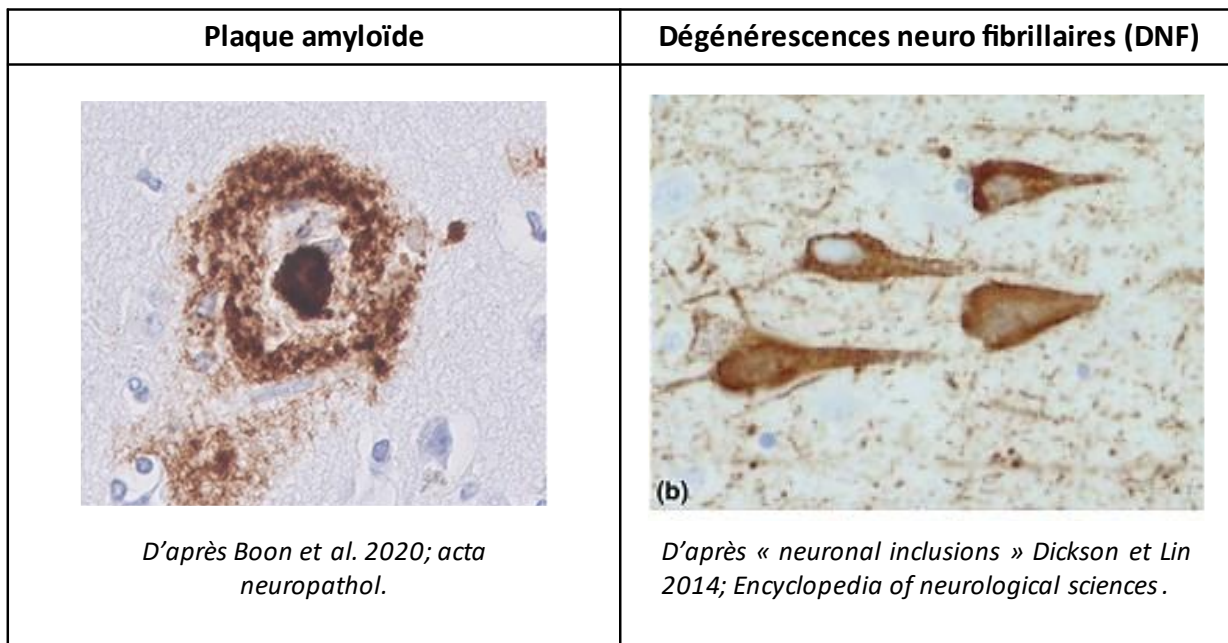 Plaque amyloïde
Dégénérescences neuro fibrillaires (DNF)
(b)
D’après Boon et al. 2020; acta
neuropathol.
D’après « neuronal inclusions » Dickson et Lin
2014; Encyclopedia of neurological sciences.